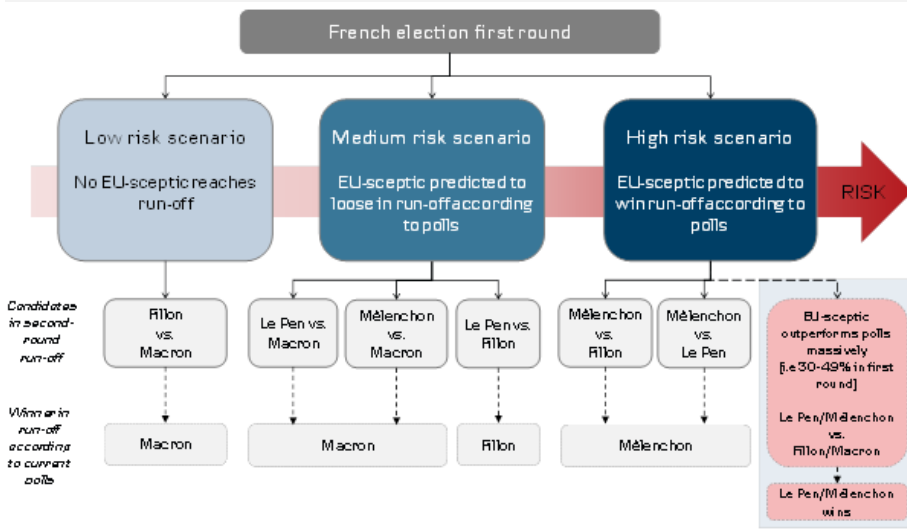 French election first round
Low risk scenario
No EU-sceptic reaches
run-off
Medium risk scenario
EU-sceptic predicted to
loose in run-off according
to polls
High risk scenario
EU-sceptic predicted to
win run-off according to
polls
RISK
Candidates
in second-
round
run-off
Fillon
vs.
Macron
Le Pen vs.
Macron
Mélenchon
vs.
Macron
Le Pen vs.
Fillon
Mélenchon
vs.
Fillon
Mélenchon
vs.
Le Pen
EU-sceptic
outperforms polls
massively
[i.e 30-49% in first
round]
Le Pen/Mélenchon
vs.
Fillon/Macron
Winner in
run-off
according
to current
polls
Macron
Macron
Fillon
Mélenchon
Le Pen/Mélenchon
wins